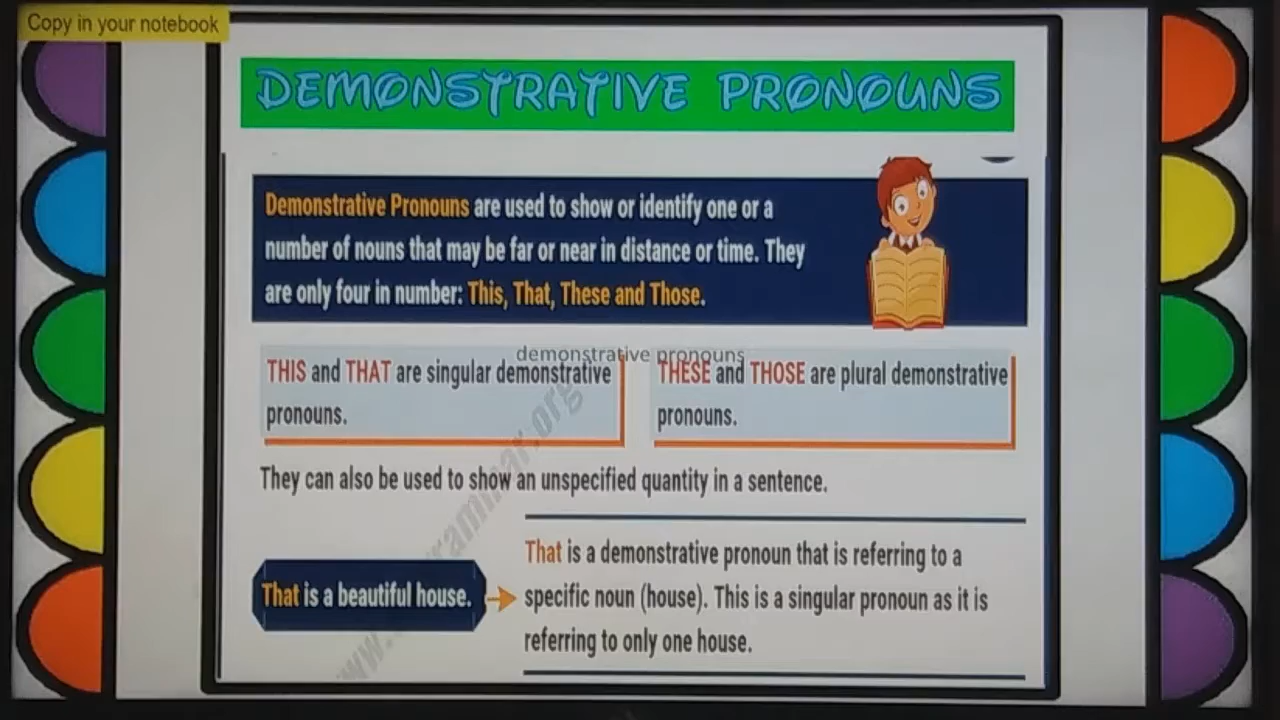 Copy in your notebook
DEMONSTRATIVE PRONOUNS
Demonstrative Pronouns are used to show or identify one or a
number of nouns that may be far or near in distance or time. They
are only four in number: This, That, These and Those.
demonstrative pronouns
THIS and THAT are singular demonstrative
pronouns.
THESE and THOSE are plural demonstrative
pronouns.
They can also be used to show an unspecified quantity in a sentence.
That is a beautiful house.
That is a demonstrative pronoun that is referring to a
specific noun (house). This is a singular pronoun as it is
referring to only one house.